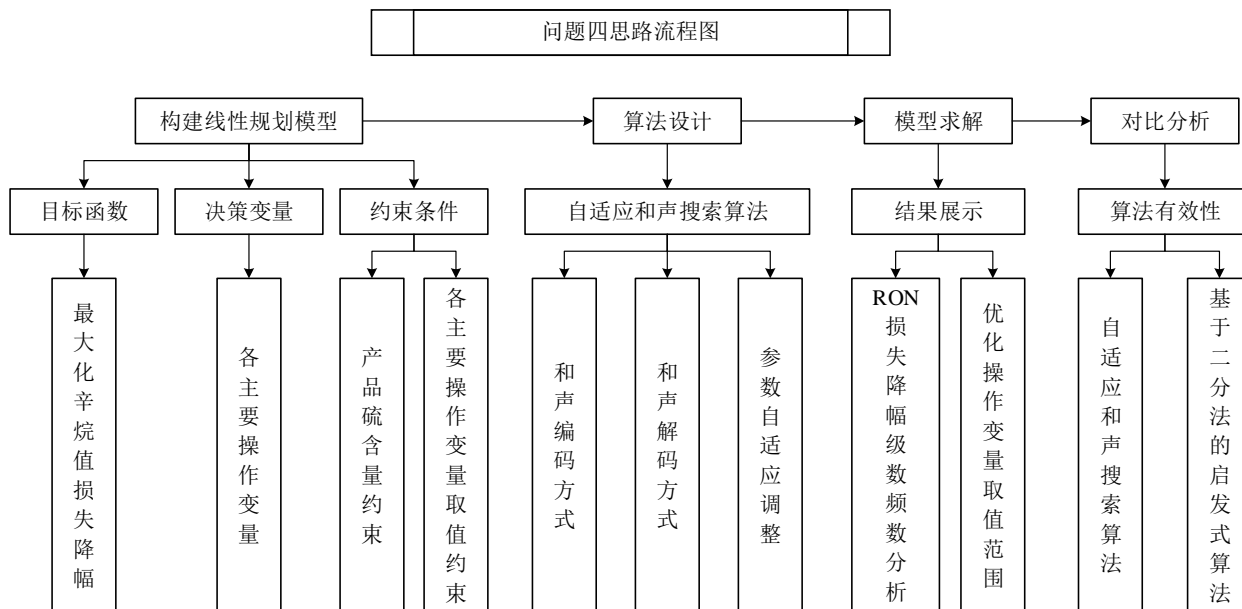 问题四思路流程图
构建线性规划模型
算法设计
模型求解
对比分析
目标函数
决策变量
约束条件
自适应和声搜索算法
结果展示
算法有效性
最大化辛烷值损失降幅
各主要操作变量
产品硫含量约束
各主要操作变量取值约束
和声编码方式
和声解码方式
参数自适应调整
RON损失降幅级数频数分析
优化操作变量取值范围
自适应和声搜索算法
基于二分法的启发式算法